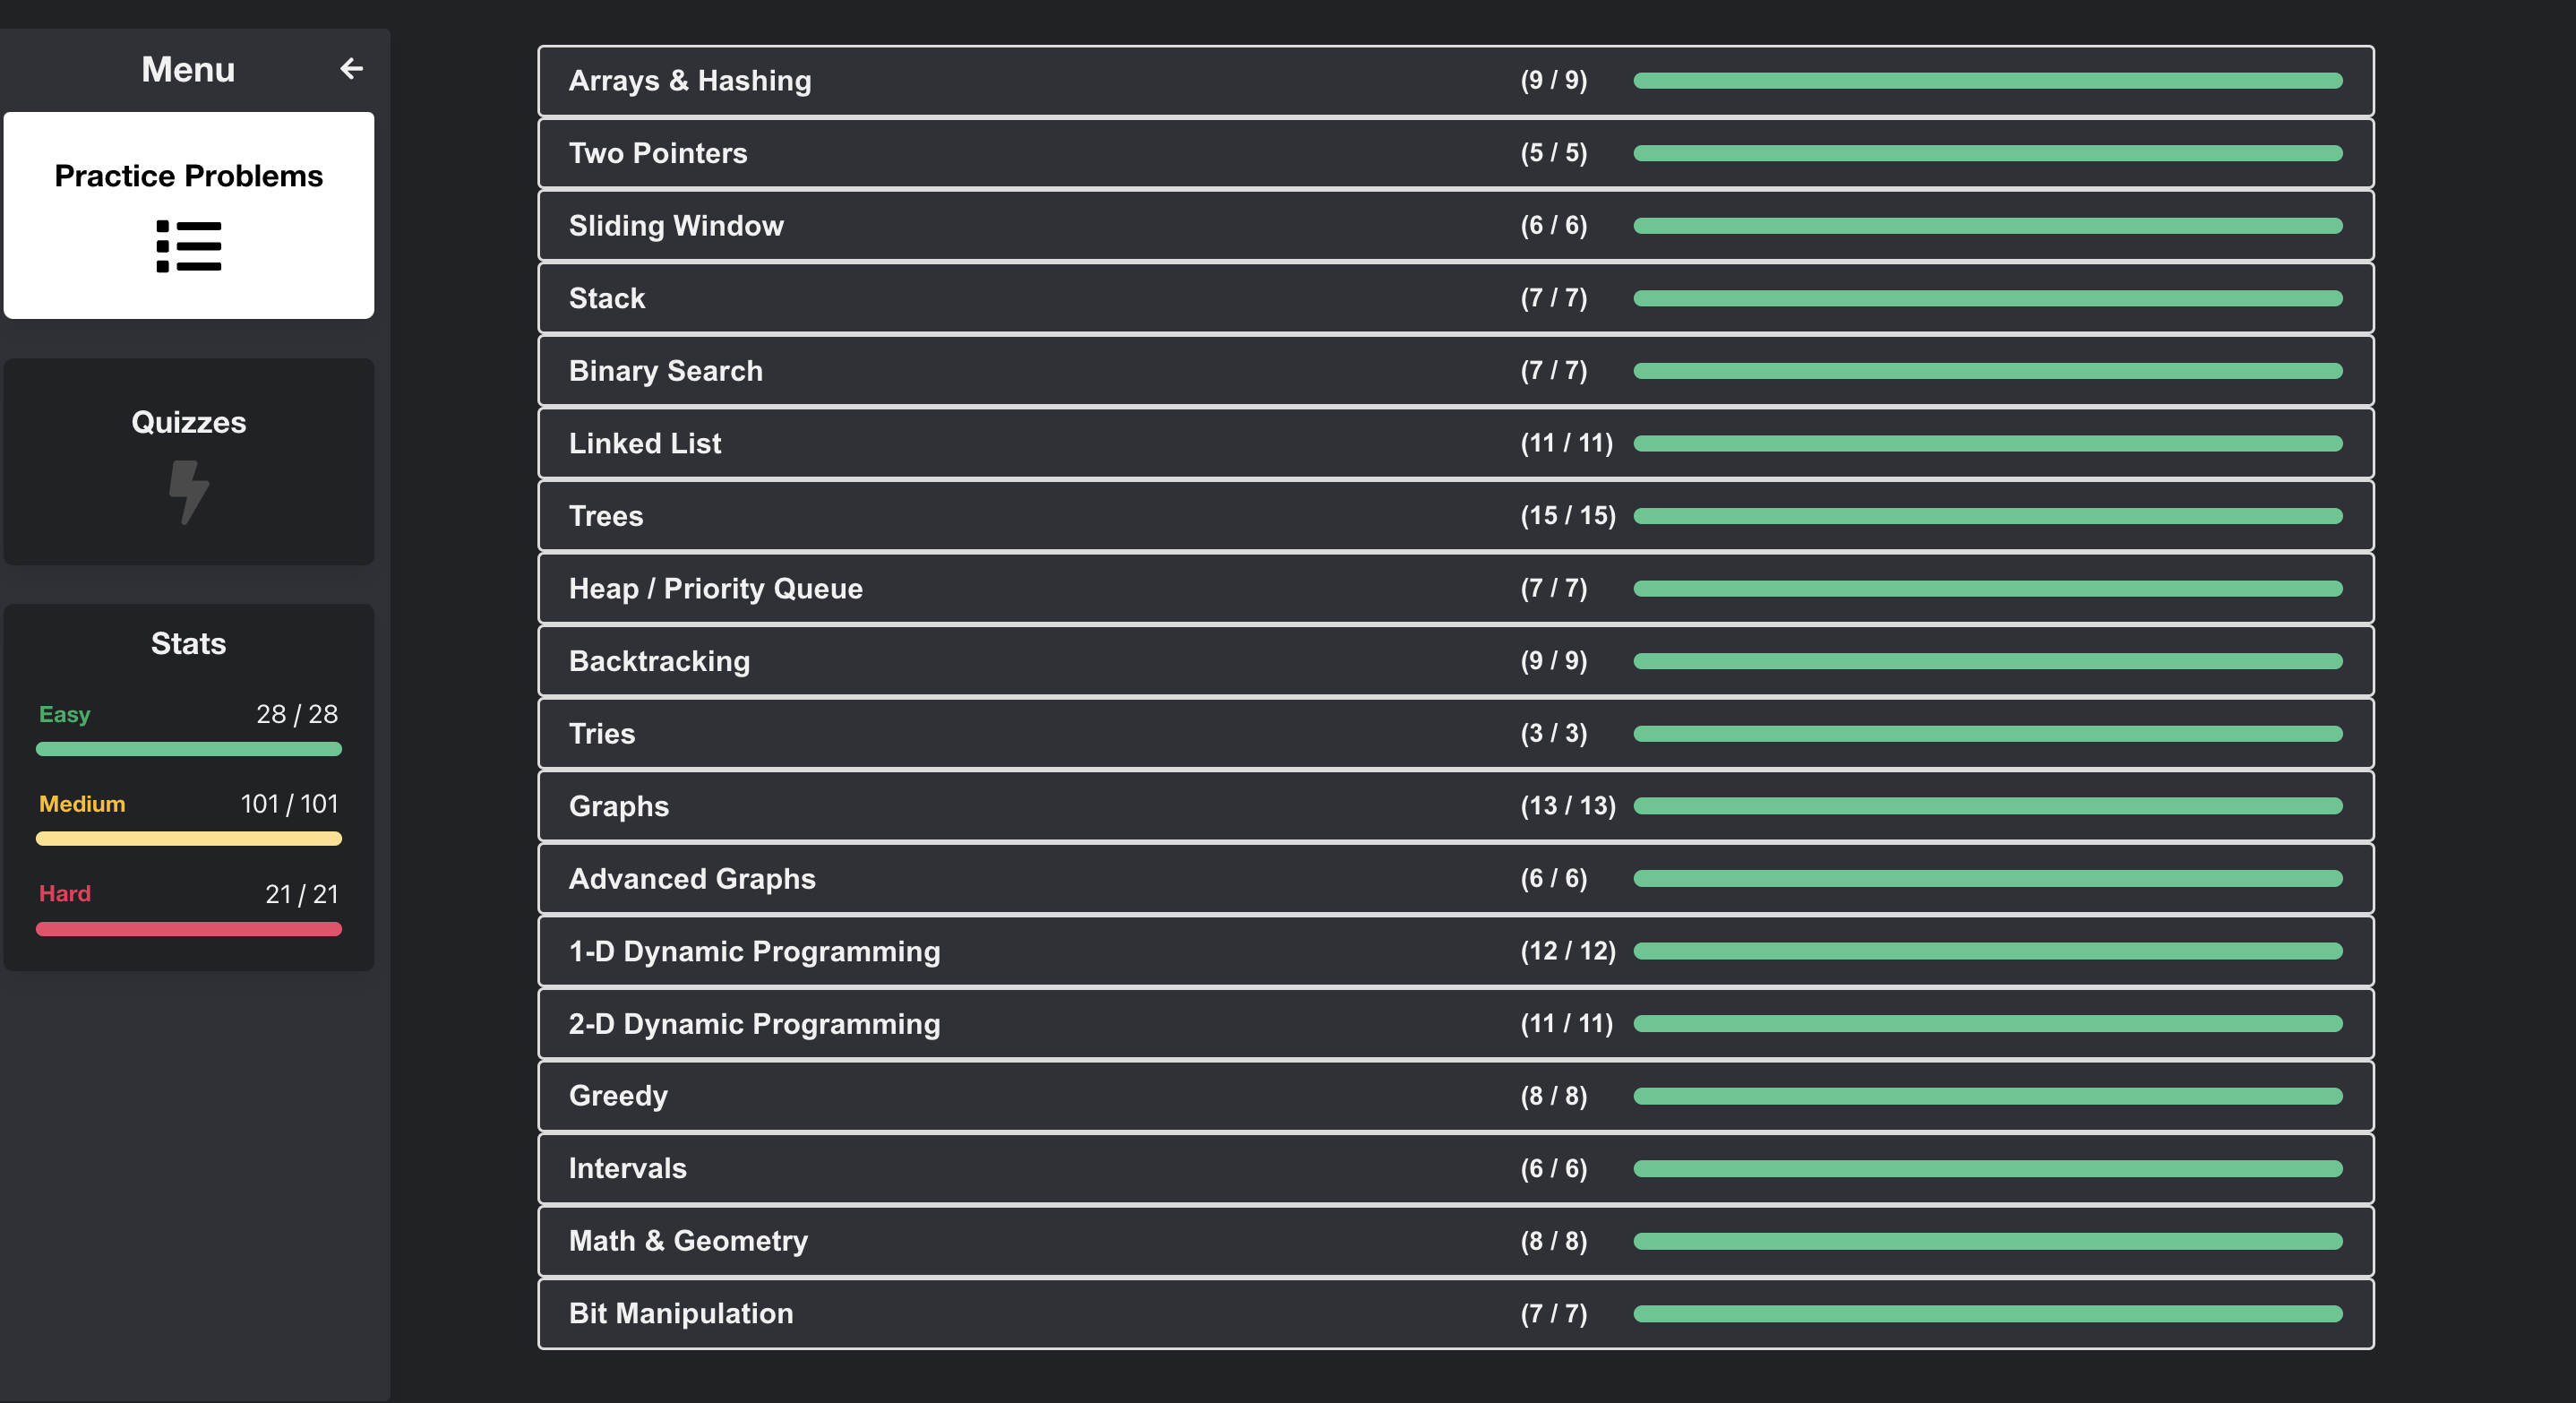 Menu
Practice Problems
Quizzes
Stats
Easy 28 / 28
Medium 101 / 101
Hard 21 / 21
Arrays & Hashing (9 / 9)
Two Pointers (5 / 5)
Sliding Window (6 / 6)
Stack (7 / 7)
Binary Search (7 / 7)
Linked List (11 / 11)
Trees (15 / 15)
Heap / Priority Queue (7 / 7)
Backtracking (9 / 9)
Tries (3 / 3)
Graphs (13 / 13)
Advanced Graphs (6 / 6)
1-D Dynamic Programming (12 / 12)
2-D Dynamic Programming (11 / 11)
Greedy (8 / 8)
Intervals (6 / 6)
Math & Geometry (8 / 8)
Bit Manipulation (7 / 7)